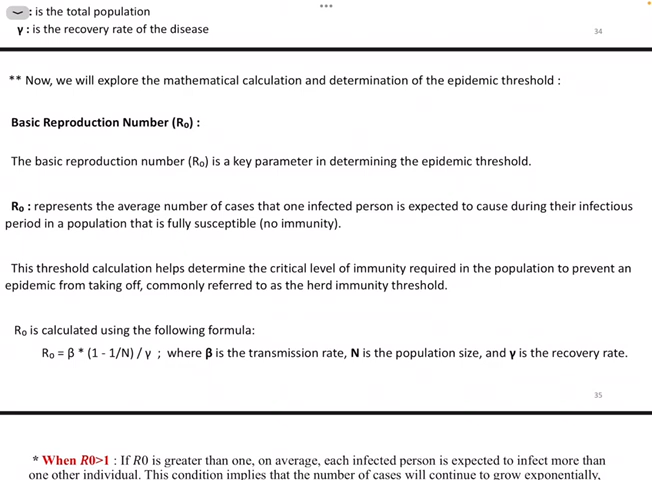 : is the total population
γ : is the recovery rate of the disease
34
** Now, we will explore the mathematical calculation and determination of the epidemic threshold :
Basic Reproduction Number (R₀) :
The basic reproduction number (R₀) is a key parameter in determining the epidemic threshold.
R₀ : represents the average number of cases that one infected person is expected to cause during their infectious
period in a population that is fully susceptible (no immunity).
This threshold calculation helps determine the critical level of immunity required in the population to prevent an
epidemic from taking off, commonly referred to as the herd immunity threshold.
R₀ is calculated using the following formula:
R₀ = β * (1 - 1/N) / γ ; where β is the transmission rate, N is the population size, and γ is the recovery rate.
35
* When R0>1 : If R0 is greater than one, on average, each infected person is expected to infect more than
one other individual. This condition implies that the number of cases will continue to grow exponentially,